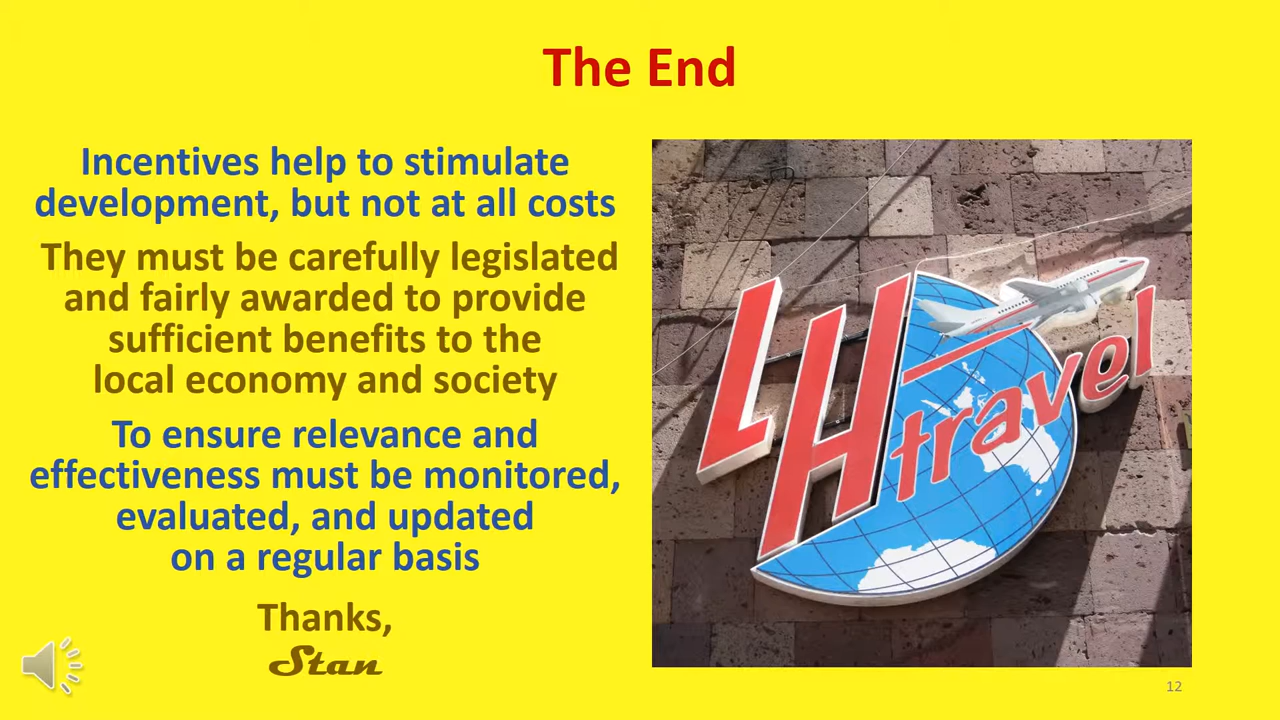 The End
Incentives help to stimulate
development, but not at all costs
They must be carefully legislated
and fairly awarded to provide
sufficient benefits to the
local economy and society
To ensure relevance and
effectiveness must be monitored,
evaluated, and updated
on a regular basis
Thanks,
Stan
LH travel
12